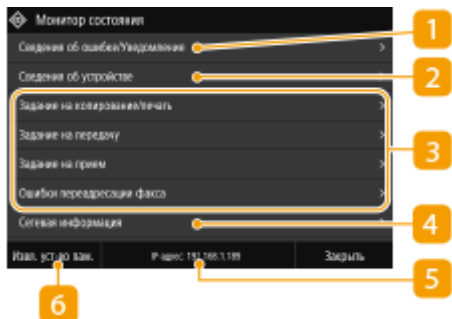 Монитор состояния
1
Сведения об ошибке/Уведомление
Сведения об устройстве
2
Задание на копирование/печать
Задание на передачу
3
Задание на прием
Ошибки переадресации факса
Сетевая информация
4
Извл. уст-во пам.
IP-адрес: 192.168.1.189
Закрыть
5
6